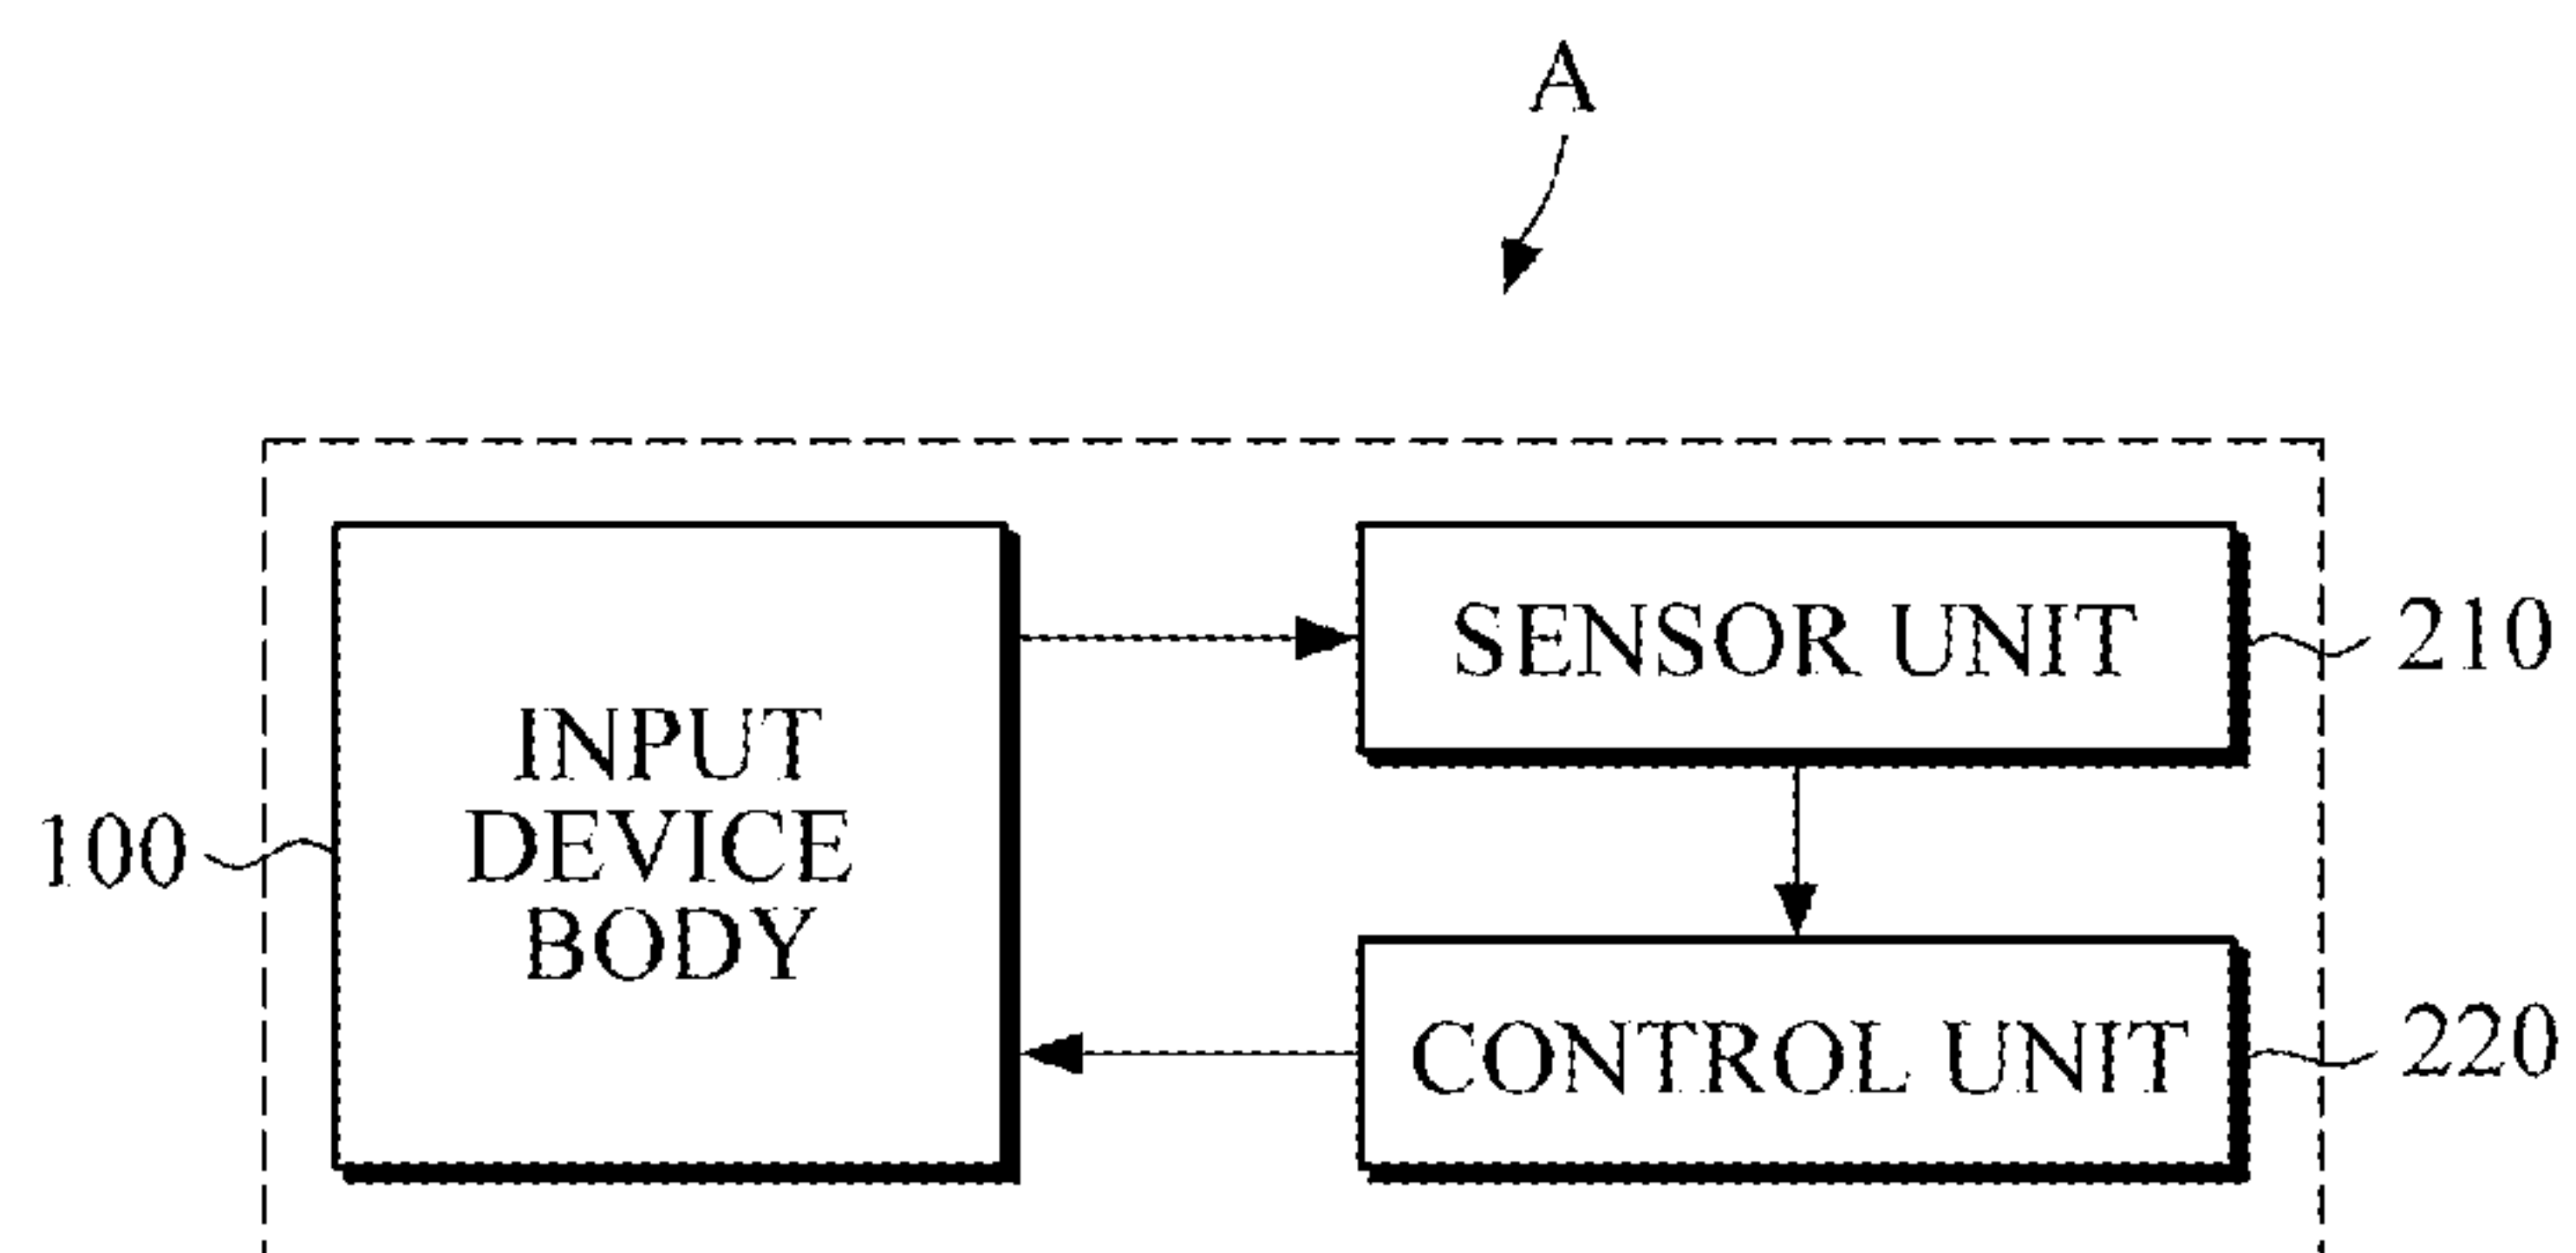 A
SENSOR UNIT
210
INPUT
DEVICE
BODY
100
CONTROL UNIT
220